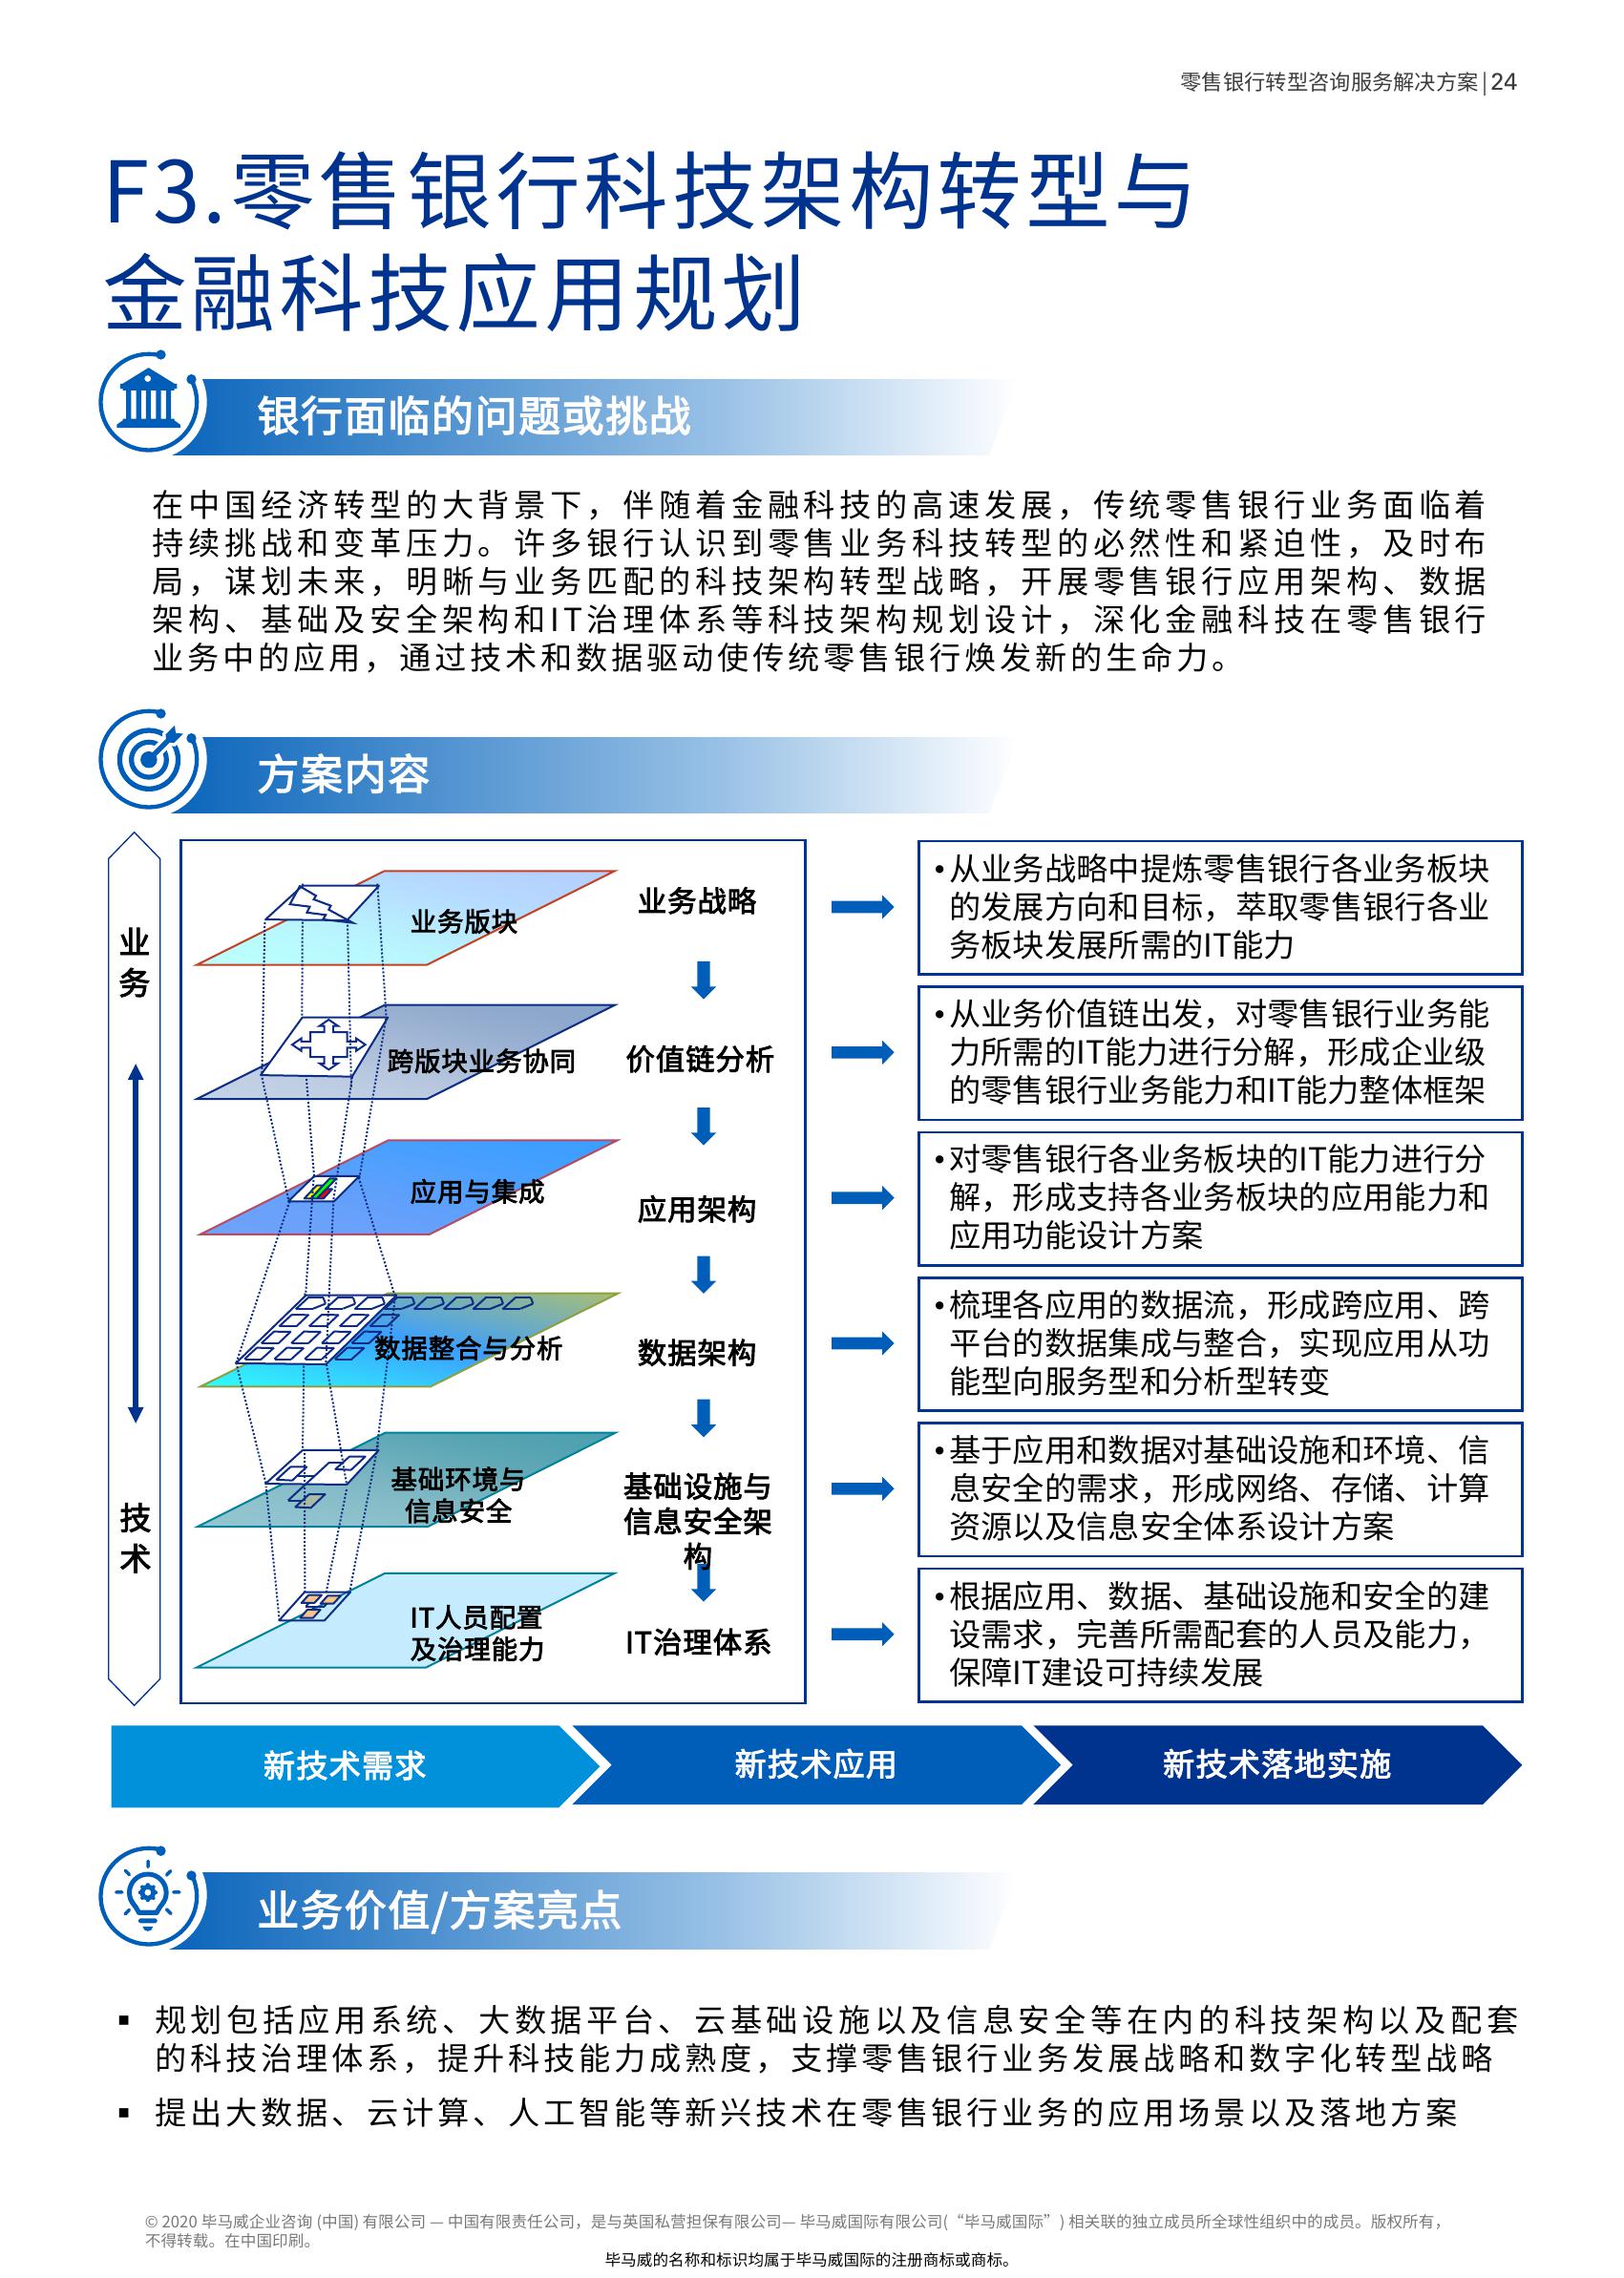 零售银行转型咨询服务解决方案|24
F3.零售银行科技架构转型与
金融科技应用规划
银行面临的问题或挑战
在中国经济转型的大背景下，伴随着金融科技的高速发展，传统零售银行业务面临着
持续挑战和变革压力。许多银行认识到零售业务科技转型的必然性和紧迫性，及时布
局，谋划未来，明晰与业务匹配的科技架构转型战略，开展零售银行应用架构、数据
架构、基础及安全架构和IT治理体系等科技架构规划设计，深化金融科技在零售银行
业务中的应用，通过技术和数据驱动使传统零售银行焕发新的生命力。
方案内容
业
务
技
术
业务版块
业务战略
•从业务战略中提炼零售银行各业务板块
的发展方向和目标，萃取零售银行各业
务板块发展所需的IT能力
跨版块业务协同
价值链分析
•从业务价值链出发，对零售银行业务能
力所需的IT能力进行分解，形成企业级
的零售银行业务能力和IT能力整体框架
应用与集成
应用架构
•对零售银行各业务板块的IT能力进行分
解，形成支持各业务板块的应用能力和
应用功能设计方案
数据整合与分析
数据架构
•梳理各应用的数据流，形成跨应用、跨
平台的数据集成与整合，实现应用从功
能型向服务型和分析型转变
基础环境与
信息安全
基础设施与
信息安全架
构
•基于应用和数据对基础设施和环境、信
息安全的需求，形成网络、存储、计算
资源以及信息安全体系设计方案
IT人员配置
及治理能力
IT治理体系
•根据应用、数据、基础设施和安全的建
设需求，完善所需配套的人员及能力，
保障IT建设可持续发展
新技术需求
新技术应用
新技术落地实施
业务价值/方案亮点
▪ 规划包括应用系统、大数据平台、云基础设施以及信息安全等在内的科技架构以及配套
的科技治理体系，提升科技能力成熟度，支撑零售银行业务发展战略和数字化转型战略
▪ 提出大数据、云计算、人工智能等新兴技术在零售银行业务的应用场景以及落地方案
© 2020 毕马威企业咨询 (中国) 有限公司 — 中国有限责任公司，是与英国私营担保有限公司— 毕马威国际有限公司(“毕马威国际”) 相关联的独立成员所全球性组织中的成员。版权所有，
不得转载。在中国印刷。
毕马威的名称和标识均属于毕马威国际的注册商标或商标。